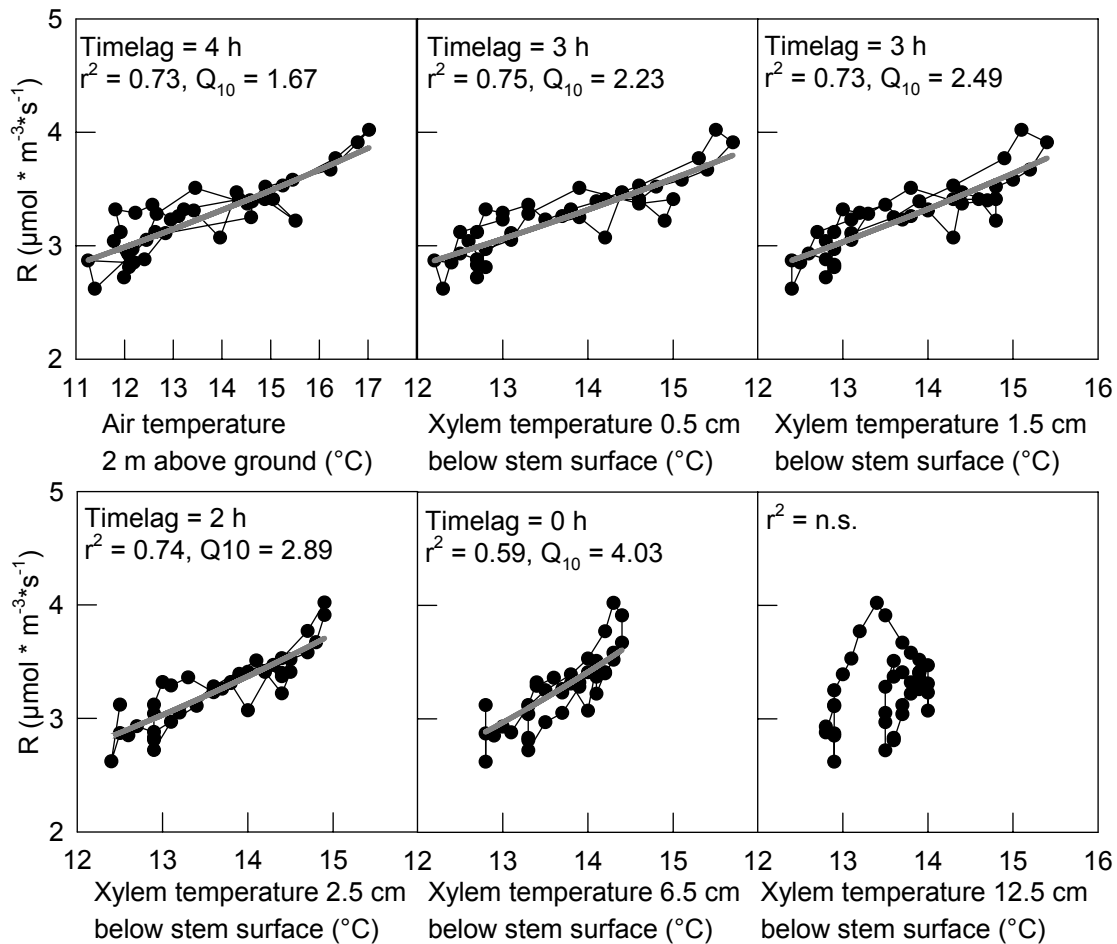 5
4
3
2
R (µmol * m⁻³*s⁻¹)
Timelag = 4 h
r² = 0.73, Q₁₀ = 1.67
11 12 13 14 15 16 17
Air temperature
2 m above ground (°C)
Timelag = 3 h
r² = 0.75, Q₁₀ = 2.23
12 13 14 15
Xylem temperature 0.5 cm
below stem surface (°C)
Timelag = 3 h
r² = 0.73, Q₁₀ = 2.49
12 13 14 15 16
Xylem temperature 1.5 cm
below stem surface (°C)
5
4
3
2
R (µmol * m⁻³*s⁻¹)
Timelag = 2 h
r² = 0.74, Q10 = 2.89
12 13 14 15
Xylem temperature 2.5 cm
below stem surface (°C)
Timelag = 0 h
r² = 0.59, Q₁₀ = 4.03
12 13 14 15
Xylem temperature 6.5 cm
below stem surface (°C)
r² = n.s.
12 13 14 15 16
Xylem temperature 12.5 cm
below stem surface (°C)